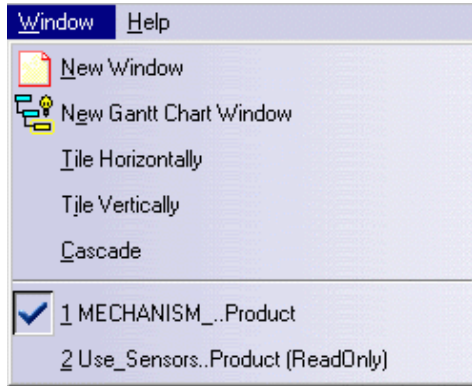 Window Help
New Window
New Gantt Chart Window
Tile Horizontally
Tile Vertically
Cascade
1 MECHANISM_..Product
2 Use_Sensors..Product (ReadOnly)